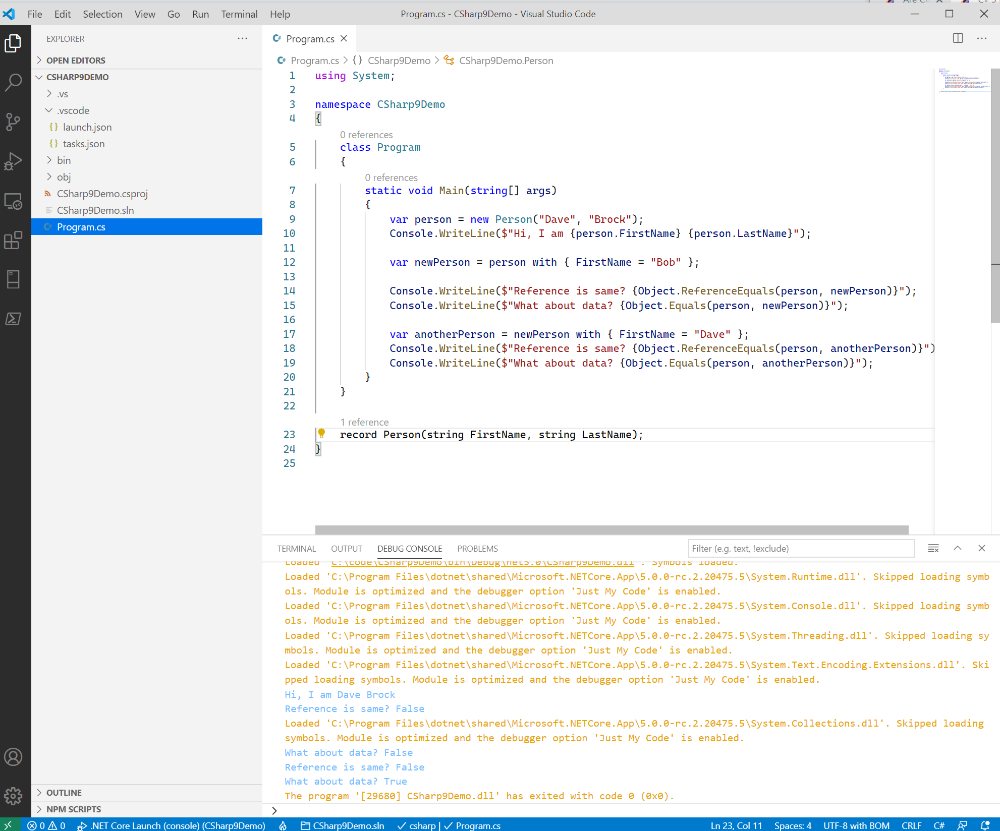 File Edit Selection View Go Run Terminal Help
Program.cs - CSharp9Demo - Visual Studio Code
EXPLORER
OPEN EDITORS
CSHARP9DEMO
.vs
.vscode
launch.json
tasks.json
bin
obj
CSharp9Demo.csproj
CSharp9Demo.sln
Program.cs
OUTLINE
NPM SCRIPTS
Program.cs
Program.cs > {} CSharp9Demo > CSharp9Demo.Person
1 using System;
2
3 namespace CSharp9Demo
4 {
0 references
5 class Program
6 {
0 references
7 static void Main(string[] args)
8 {
9 var person = new Person("Dave", "Brock");
10 Console.WriteLine($"Hi, I am {person.FirstName} {person.LastName}");
11
12 var newPerson = person with { FirstName = "Bob" };
13
14 Console.WriteLine($"Reference is same? {Object.ReferenceEquals(person, newPerson)}");
15 Console.WriteLine($"What about data? {Object.Equals(person, newPerson)}");
16
17 var anotherPerson = newPerson with { FirstName = "Dave" };
18 Console.WriteLine($"Reference is same? {Object.ReferenceEquals(person, anotherPerson)}")
19 Console.WriteLine($"What about data? {Object.Equals(person, anotherPerson)}");
20 }
21 }
22
1 reference
23 record Person(string FirstName, string LastName);
24 }
25
TERMINAL OUTPUT DEBUG CONSOLE PROBLEMS
Filter (e.g. text, !exclude)
Loaded 'C:\code\CSharp9Demo\bin\Debug\net5.0\CSharp9Demo.dll'. Symbols loaded.
Loaded 'C:\Program Files\dotnet\shared\Microsoft.NETCore.App\5.0.0-rc.2.20475.5\System.Runtime.dll'. Skipped loading symb
ols. Module is optimized and the debugger option 'Just My Code' is enabled.
Loaded 'C:\Program Files\dotnet\shared\Microsoft.NETCore.App\5.0.0-rc.2.20475.5\System.Console.dll'. Skipped loading symb
ols. Module is optimized and the debugger option 'Just My Code' is enabled.
Loaded 'C:\Program Files\dotnet\shared\Microsoft.NETCore.App\5.0.0-rc.2.20475.5\System.Threading.dll'. Skipped loading sy
mbols. Module is optimized and the debugger option 'Just My Code' is enabled.
Loaded 'C:\Program Files\dotnet\shared\Microsoft.NETCore.App\5.0.0-rc.2.20475.5\System.Text.Encoding.Extensions.dll'. Ski
pped loading symbols. Module is optimized and the debugger option 'Just My Code' is enabled.
Hi, I am Dave Brock
Reference is same? False
Loaded 'C:\Program Files\dotnet\shared\Microsoft.NETCore.App\5.0.0-rc.2.20475.5\System.Collections.dll'. Skipped loading
symbols. Module is optimized and the debugger option 'Just My Code' is enabled.
What about data? False
Reference is same? False
What about data? True
The program '[29680] CSharp9Demo.dll' has exited with code 0 (0x0).
>
0 0 .NET Core Launch (console) (CSharp9Demo) CSharp9Demo.sln csharp | Program.cs Ln 23, Col 11 Spaces: 4 UTF-8 with BOM CRLF C#